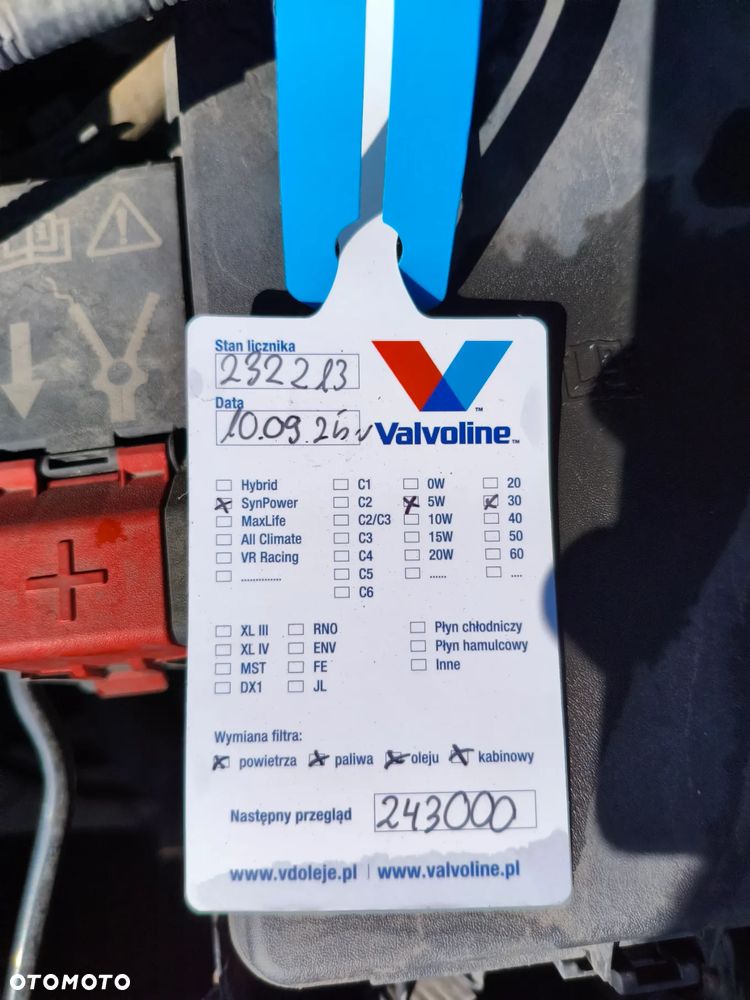 Stan licznika
232213
Data
10.09.25r
Valvoline™
Hybrid
SynPower
MaxLife
All Climate
VR Racing
..............
C1
C2
C2/C3
C3
C4
C5
C6
0W
5W
10W
15W
20W
......
20
30
40
50
60
....
XL III
XL IV
MST
DX1
RNO
ENV
FE
JL
Płyn chłodniczy
Płyn hamulcowy
Inne
Wymiana filtra:
powietrza paliwa oleju kabinowy
Następny przegląd 243000
www.vdoleje.pl | www.valvoline.pl
OTOMOTO